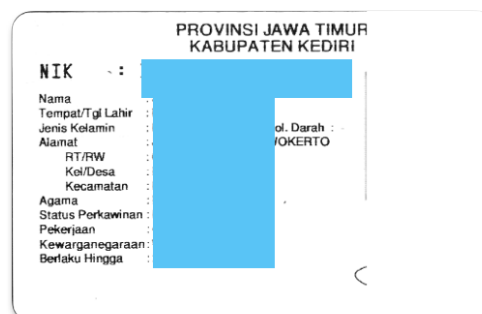 PROVINSI JAWA TIMUR
KABUPATEN KEDIRI
NIK :
Nama :
Tempat/Tgl Lahir :
Jenis Kelamin : ol. Darah :
Alamat : OKERTO
RT/RW :
Kel/Desa :
Kecamatan :
Agama :
Status Perkawinan :
Pekerjaan :
Kewarganegaraan :
Berlaku Hingga :